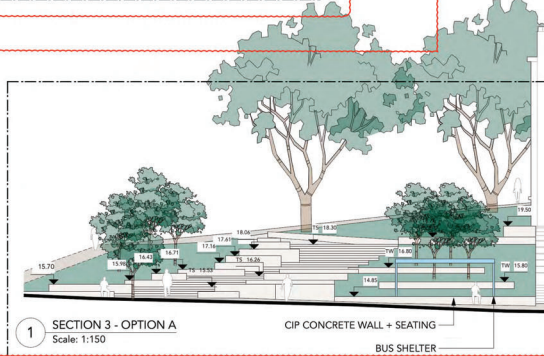 19.50
18.06
TS 18.30
17.61
17.16
16.71
16.43
15.98
15.70
TW 16.80
TS 16.26
TS 15.53
TW 15.80
14.85
1
SECTION 3 - OPTION A
Scale: 1:150
CIP CONCRETE WALL + SEATING
BUS SHELTER